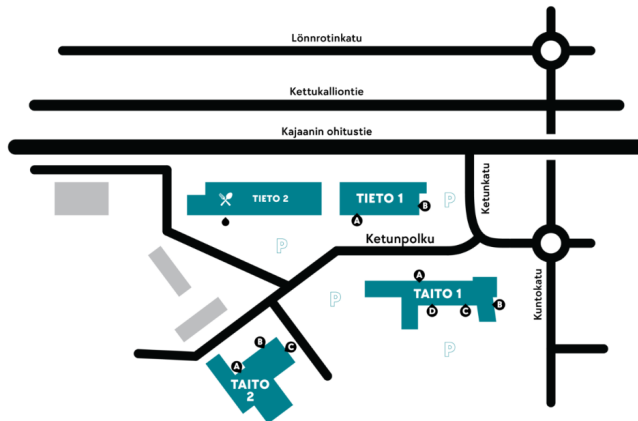 Lönnrotinkatu
Kettukalliontie
Kajaanin ohitustie
TIETO 2
TIETO 1
A
B
P
Ketunkatu
Ketunpolku
P
A
TAITO 1
B
D
C
P
Kuntokatu
P
B
C
A
TAITO
2